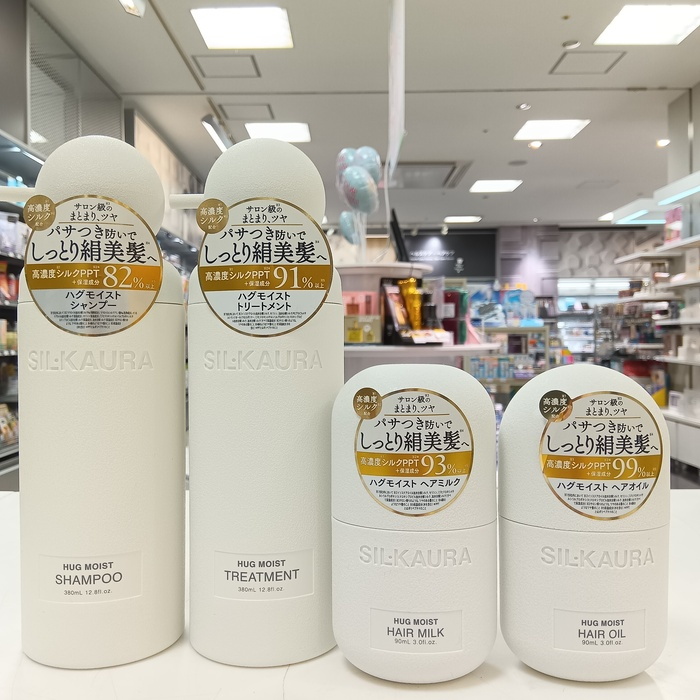 高濃度
シルク
配合
サロン級の
まとまり、ツヤ
パサつき防いで
しっとり絹美髪へ
高濃度シルクPPT
+保湿成分
82%以上
ハグモイスト
シャンプー
SILKAURA
HUG MOIST
SHAMPOO
380mL 12.8fl.oz.
高濃度
シルク
配合
サロン級の
まとまり、ツヤ
パサつき防いで
しっとり絹美髪へ
高濃度シルクPPT
+保湿成分
91%以上
ハグモイスト
トリートメント
SILKAURA
HUG MOIST
TREATMENT
380mL 12.8fl.oz.
高濃度
シルク
配合
サロン級の
まとまり、ツヤ
パサつき防いで
しっとり絹美髪へ
高濃度シルクPPT
+保湿成分
93%以上
ハグモイスト ヘアミルク
SILKAURA
HUG MOIST
HAIR MILK
90mL 3.0fl.oz.
高濃度
シルク
配合
サロン級の
まとまり、ツヤ
パサつき防いで
しっとり絹美髪へ
高濃度シルクPPT
+保湿成分
99%以上
ハグモイスト ヘアオイル
SILKAURA
HUG MOIST
HAIR OIL
90mL 3.0fl.oz.